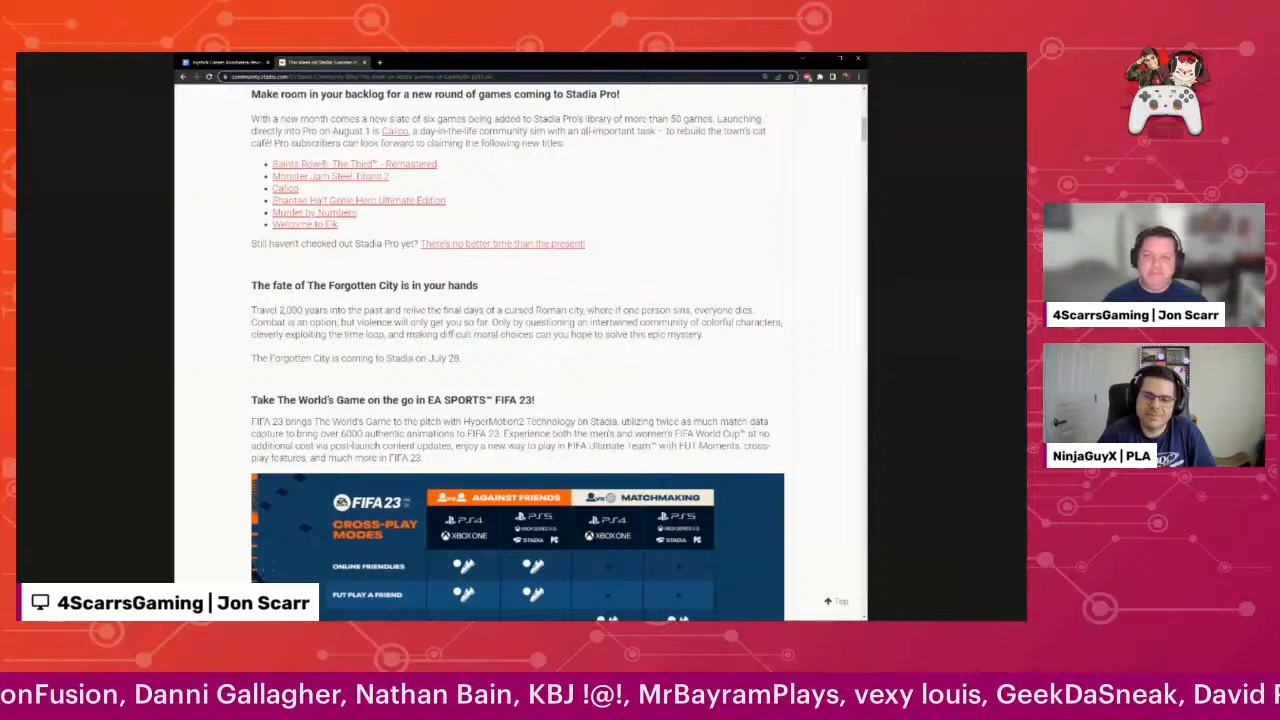 Make room in your backlog for a new round of games coming to Stadia Pro!
With a new month comes a new slate of six games being added to Stadia Pro's library of more than 50 games. Launching
directly into Pro on August 1 is Calico, a day-in-the-life community sim with an all-important task – to rebuild the town's cat
café! Pro subscribers can look forward to claiming the following new titles:
Saints Row®: The Third™ - Remastered
Monster Jam Steel Titans 2
Calico
Shantae Half Genie Hero Ultimate Edition
Murder by Numbers
Welcome to Elk
Still haven't checked out Stadia Pro yet? There's no better time than the present!
The fate of The Forgotten City is in your hands
Travel 2,000 years into the past and relive the final days of a cursed Roman city, where if one person sins, everyone dies.
Combat is an option, but violence will only get you so far. Only by questioning an intertwined community of colorful characters,
cleverly exploiting the time loop, and making difficult moral choices can you hope to solve this epic mystery.
The Forgotten City is coming to Stadia on July 28.
Take The World's Game on the go in EA SPORTS™ FIFA 23!
FIFA 23 brings The World's Game to the pitch with HyperMotion2 Technology on Stadia, utilizing twice as much match data
capture to bring over 6000 authentic animations to FIFA 23. Experience both the men's and women's FIFA World Cup™ at no
additional cost via post-launch content updates, enjoy a new way to play in FIFA Ultimate Team™ with FUT Moments, cross-
play features, and much more in FIFA 23.
EA SPORTS FIFA 23
CROSS-PLAY
MODES
VS AGAINST FRIENDS
VS MATCHMAKING
PS4 PS5 PS4 PS5
XBOX ONE XBOX SERIES X|S STADIA PC XBOX ONE XBOX SERIES X|S STADIA PC
ONLINE FRIENDLIES
FUT PLAY A FRIEND
Top
4ScarrsGaming | Jon Scarr
4ScarrsGaming | Jon Scarr
NinjaGuyX | PLA
onFusion, Danni Gallagher, Nathan Bain, KBJ !@!, MrBayramPlays, vexy louis, GeekDaSneak, David